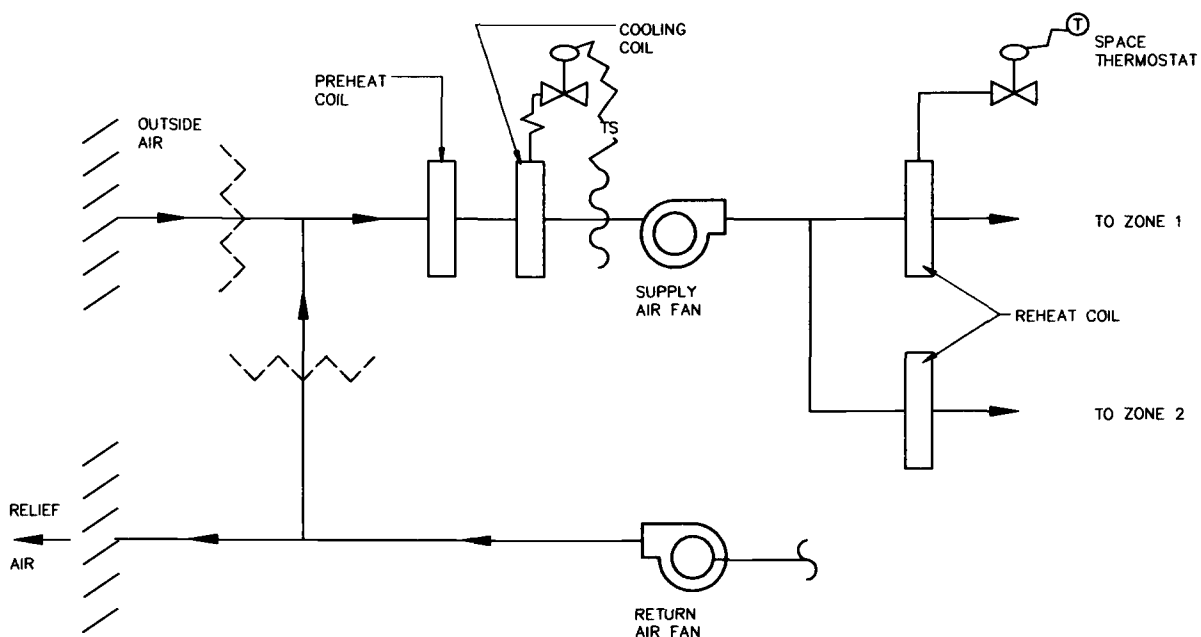 COOLING
COIL
T
SPACE
THERMOSTAT
PREHEAT
COIL
OUTSIDE
AIR
TS
TO ZONE 1
SUPPLY
AIR FAN
REHEAT COIL
TO ZONE 2
RELIEF
AIR
RETURN
AIR FAN